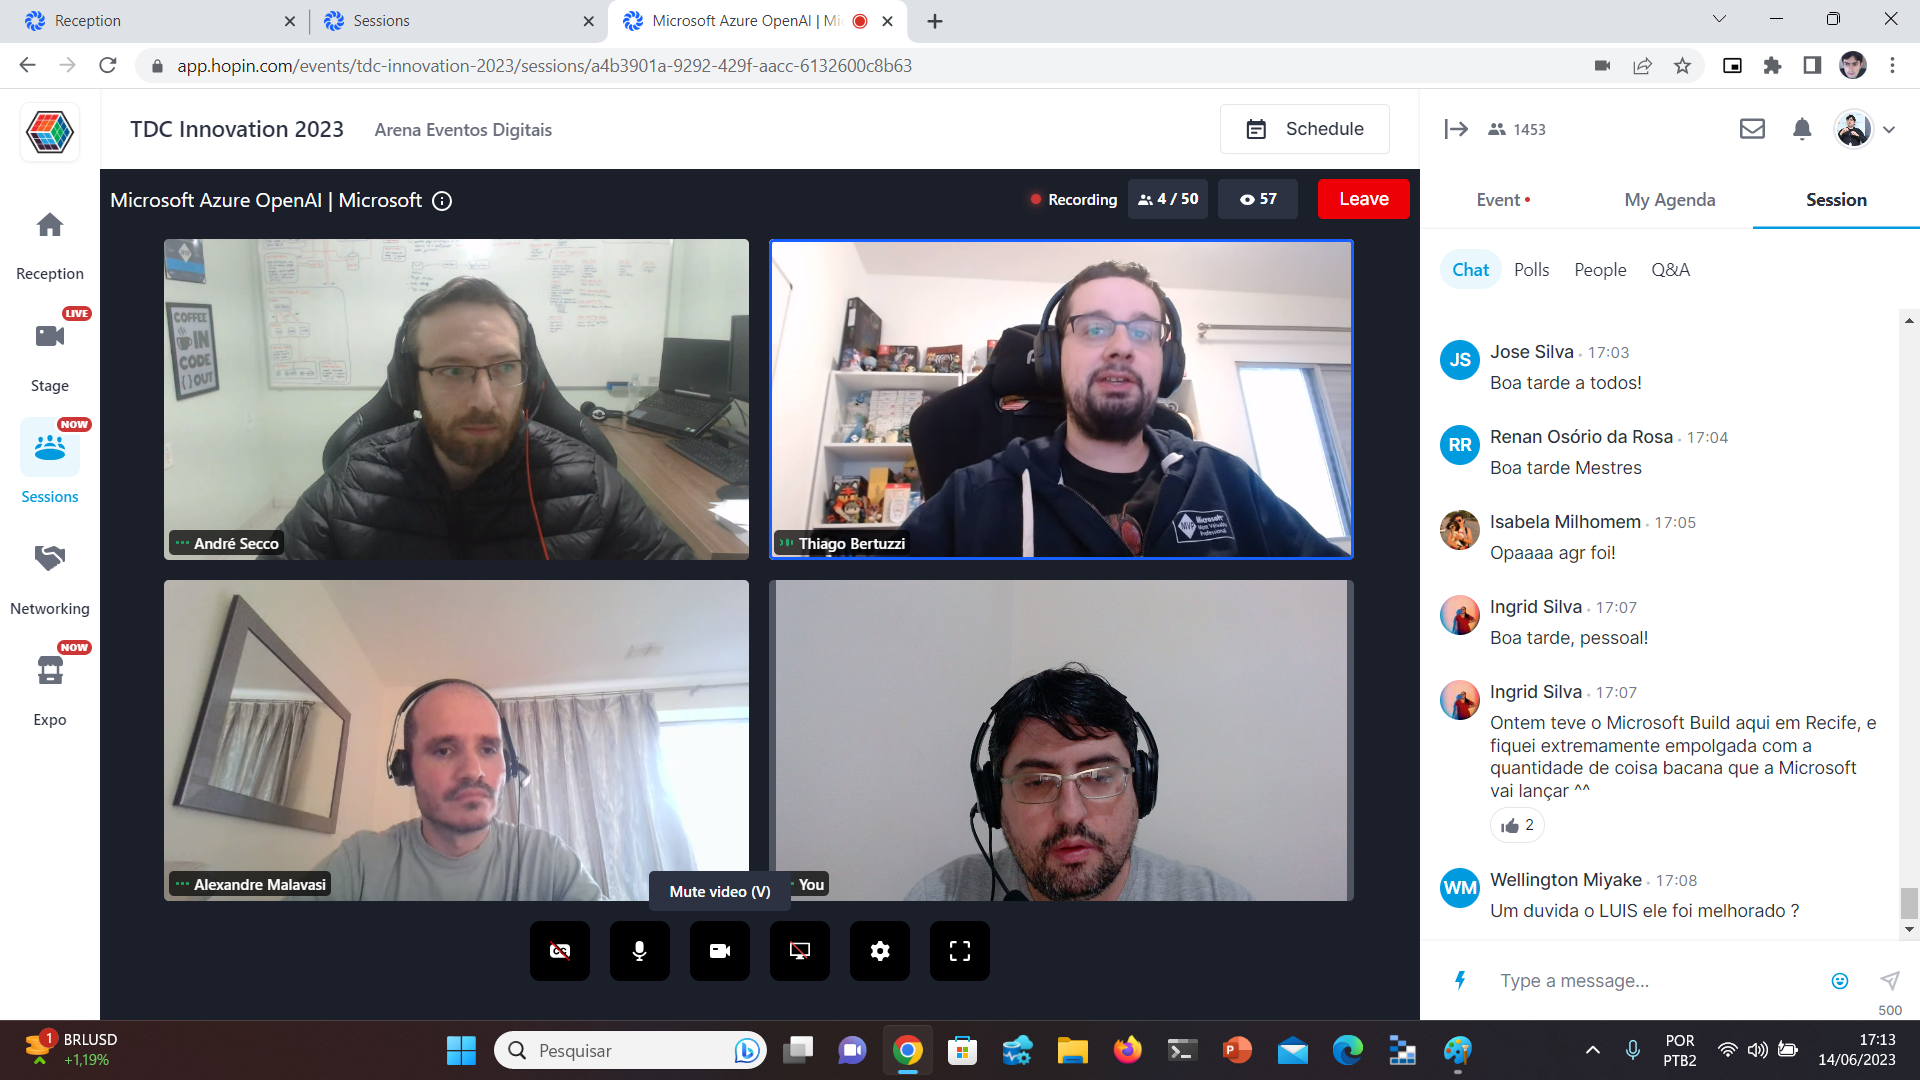 Reception
Sessions
Microsoft Azure OpenAI | Mi
app.hopin.com/events/tdc-innovation-2023/sessions/a4b3901a-9292-429f-aacc-6132600c8b63
TDC Innovation 2023
Arena Eventos Digitais
Schedule
1453
Microsoft Azure OpenAI | Microsoft
Recording
4 / 50
57
Leave
Event
My Agenda
Session
Chat
Polls
People
Q&A
Reception
LIVE
Stage
NOW
Sessions
Networking
NOW
Expo
COFFEE
IN
CODE
{}OUT
André Secco
Microsoft
Most Valuable
Professional
MVP
Thiago Bertuzzi
Alexandre Malavasi
You
Mute video (V)
CC
Jose Silva · 17:03
Boa tarde a todos!
RR
JS
Renan Osório da Rosa · 17:04
Boa tarde Mestres
Isabela Milhomem · 17:05
Opaaaa agr foi!
Ingrid Silva · 17:07
Boa tarde, pessoal!
Ingrid Silva · 17:07
Ontem teve o Microsoft Build aqui em Recife, e
fiquei extremamente empolgada com a
quantidade de coisa bacana que a Microsoft
vai lançar ^^
2
WM
Wellington Miyake · 17:08
Um duvida o LUIS ele foi melhorado ?
Type a message...
500
1
BRLUSD
+1,19%
Pesquisar
POR
PTB2
17:13
14/06/2023